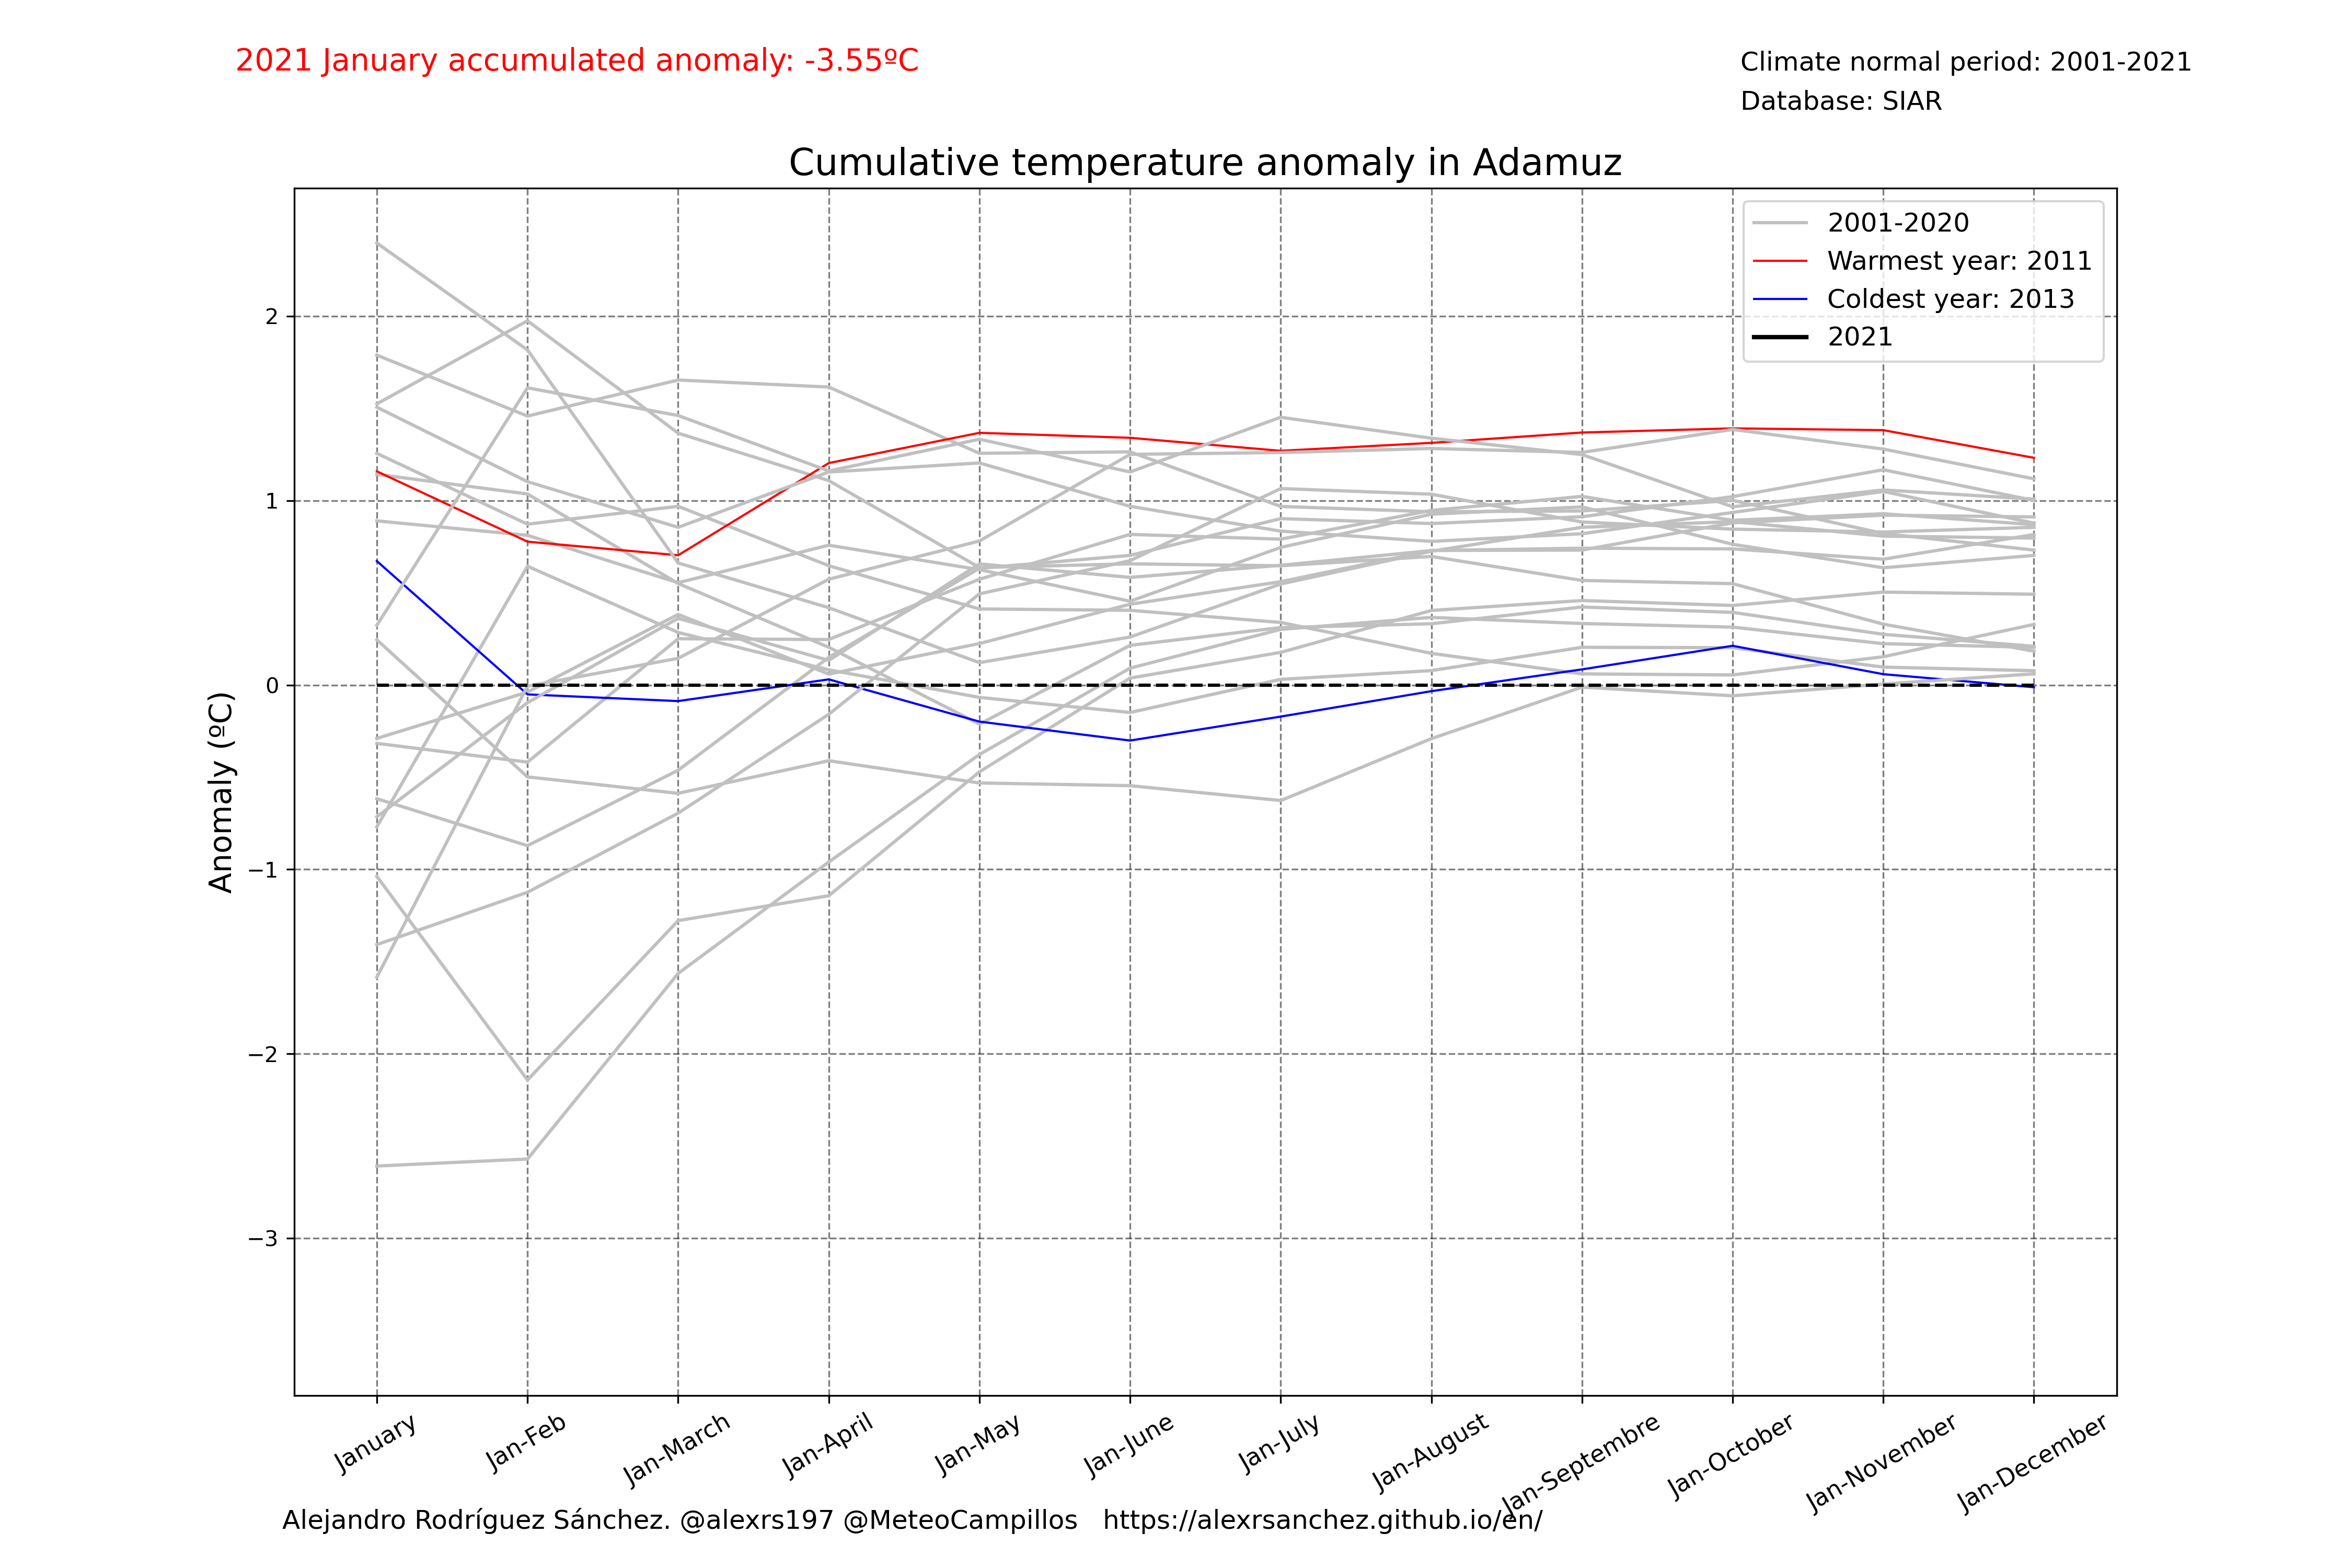 2021 January accumulated anomaly: -3.55ºC
Climate normal period: 2001-2021
Database: SIAR
Cumulative temperature anomaly in Adamuz
2001-2020
Warmest year: 2011
Coldest year: 2013
2021
Anomaly (ºC)
2
1
0
−1
−2
−3
January
Jan-Feb
Jan-March
Jan-April
Jan-May
Jan-June
Jan-July
Jan-August
Jan-Septembre
Jan-October
Jan-November
Jan-December
Alejandro Rodríguez Sánchez. @alexrs197 @MeteoCampillos   https://alexrsanchez.github.io/en/